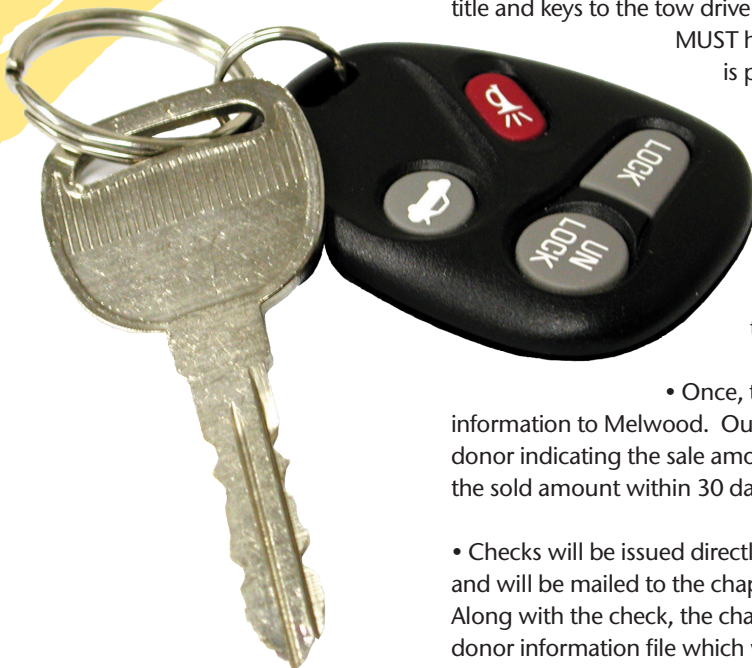 title and keys to the tow drive
MUST h
is p
LOCK
UN
LOCK
• Once, t
information to Melwood. Ou
donor indicating the sale amo
the sold amount within 30 da
• Checks will be issued directl
and will be mailed to the chap
Along with the check, the cha
donor information file which